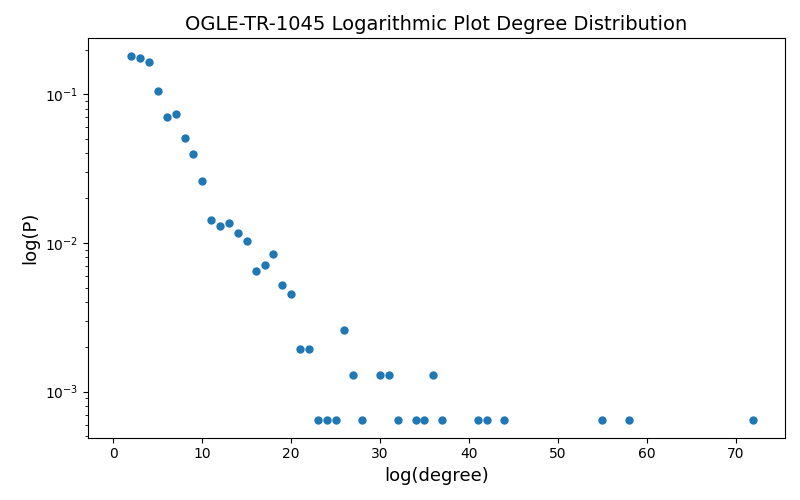 OGLE-TR-1045 Logarithmic Plot Degree Distribution
log(P)
10⁻¹
10⁻²
10⁻³
0 10 20 30 40 50 60 70
log(degree)